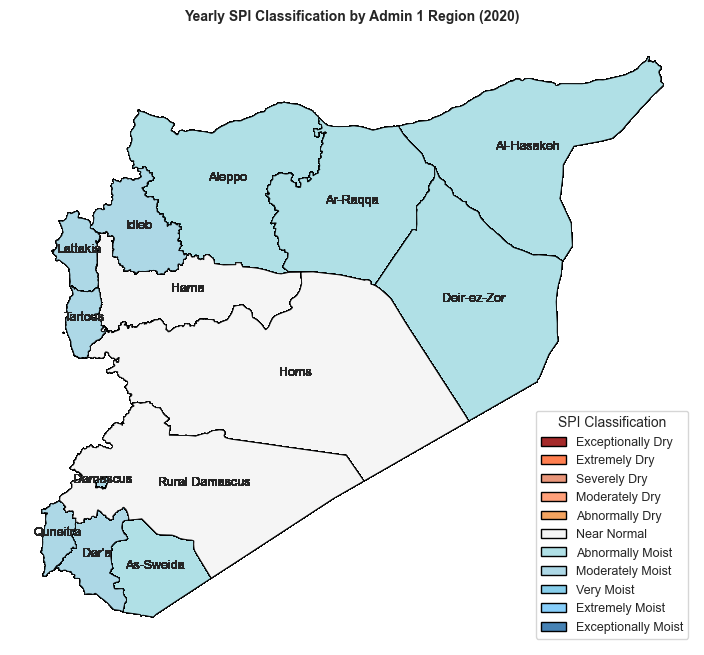 Yearly SPI Classification by Admin 1 Region (2020)
Al-Hasakeh
Aleppo
Ar-Raqqa
Idleb
Lattakia
Hama
Deir-ez-Zor
Tartous
Homs
Damascus
Rural Damascus
Quneitra
Dar'a
As-Sweida
SPI Classification
Exceptionally Dry
Extremely Dry
Severely Dry
Moderately Dry
Abnormally Dry
Near Normal
Abnormally Moist
Moderately Moist
Very Moist
Extremely Moist
Exceptionally Moist